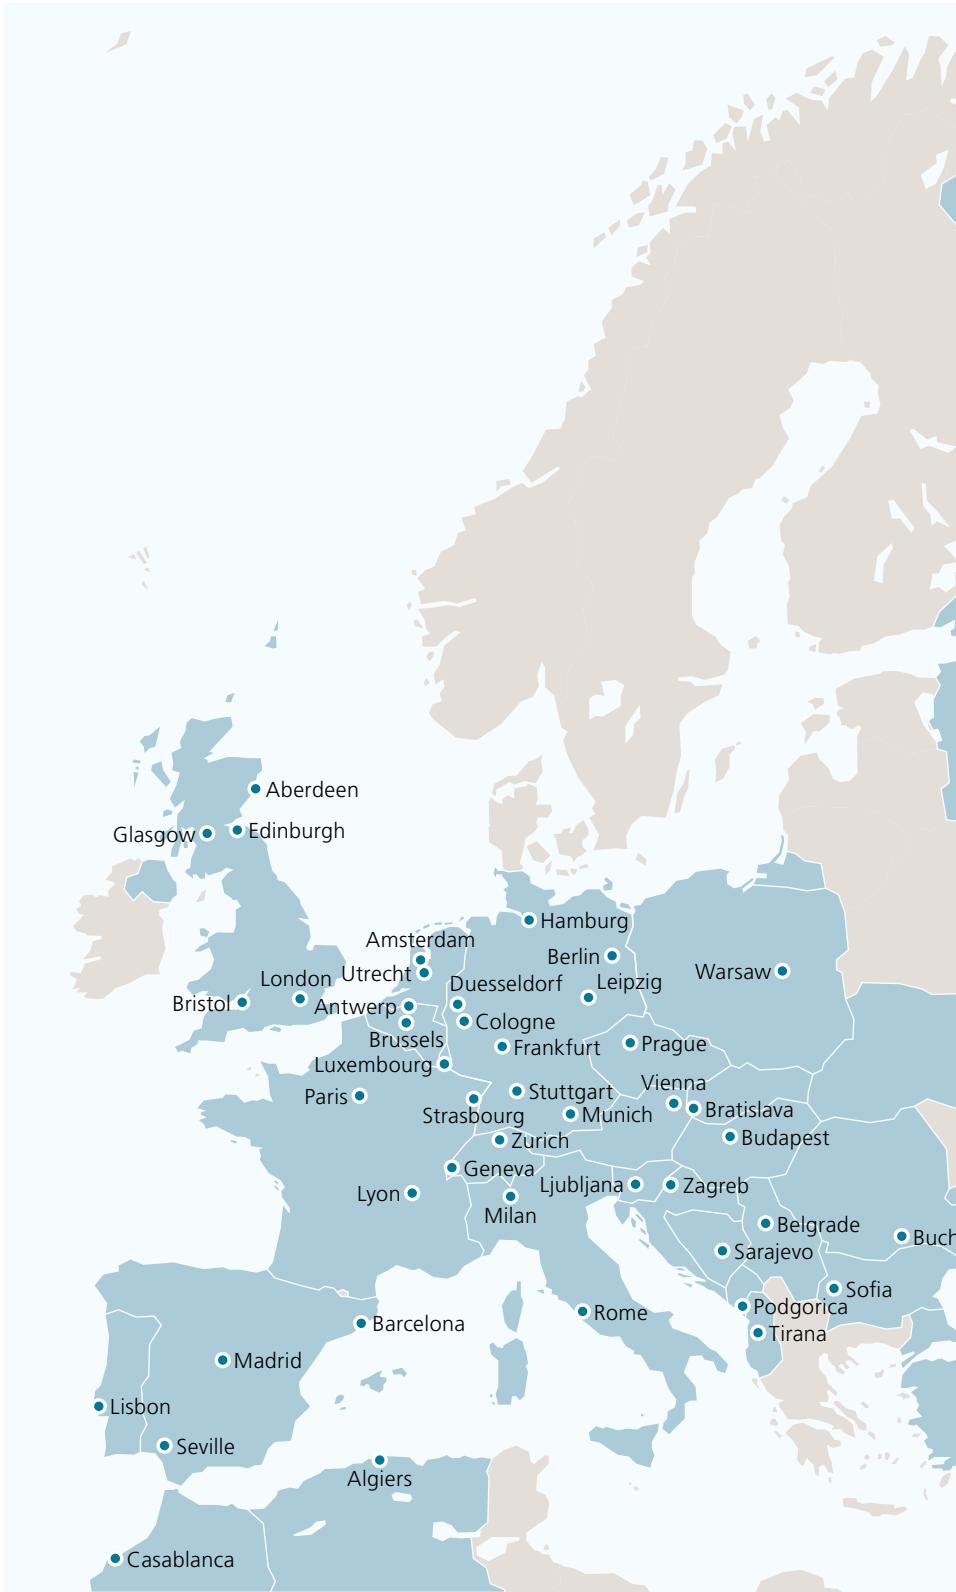 Aberdeen
Glasgow
Edinburgh
Hamburg
Amsterdam
Berlin
Utrecht
Warsaw
London
Leipzig
Duesseldorf
Bristol
Antwerp
Cologne
Brussels
Frankfurt
Prague
Luxembourg
Vienna
Stuttgart
Paris
Strasbourg
Munich
Bratislava
Zurich
Budapest
Geneva
Ljubljana
Zagreb
Lyon
Milan
Belgrade
Buch
Sarajevo
Sofia
Podgorica
Rome
Barcelona
Tirana
Madrid
Lisbon
Seville
Algiers
Casablanca